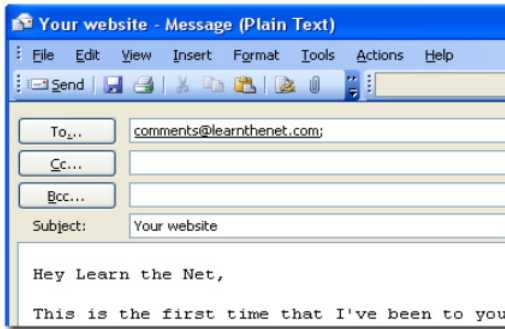 Your website - Message (Plain Text)
File Edit View Insert Format Tools Actions Help
Send
To... comments@learnthenet.com;
Cc...
Bcc...
Subject: Your website
Hey Learn the Net,
This is the first time that I've been to you